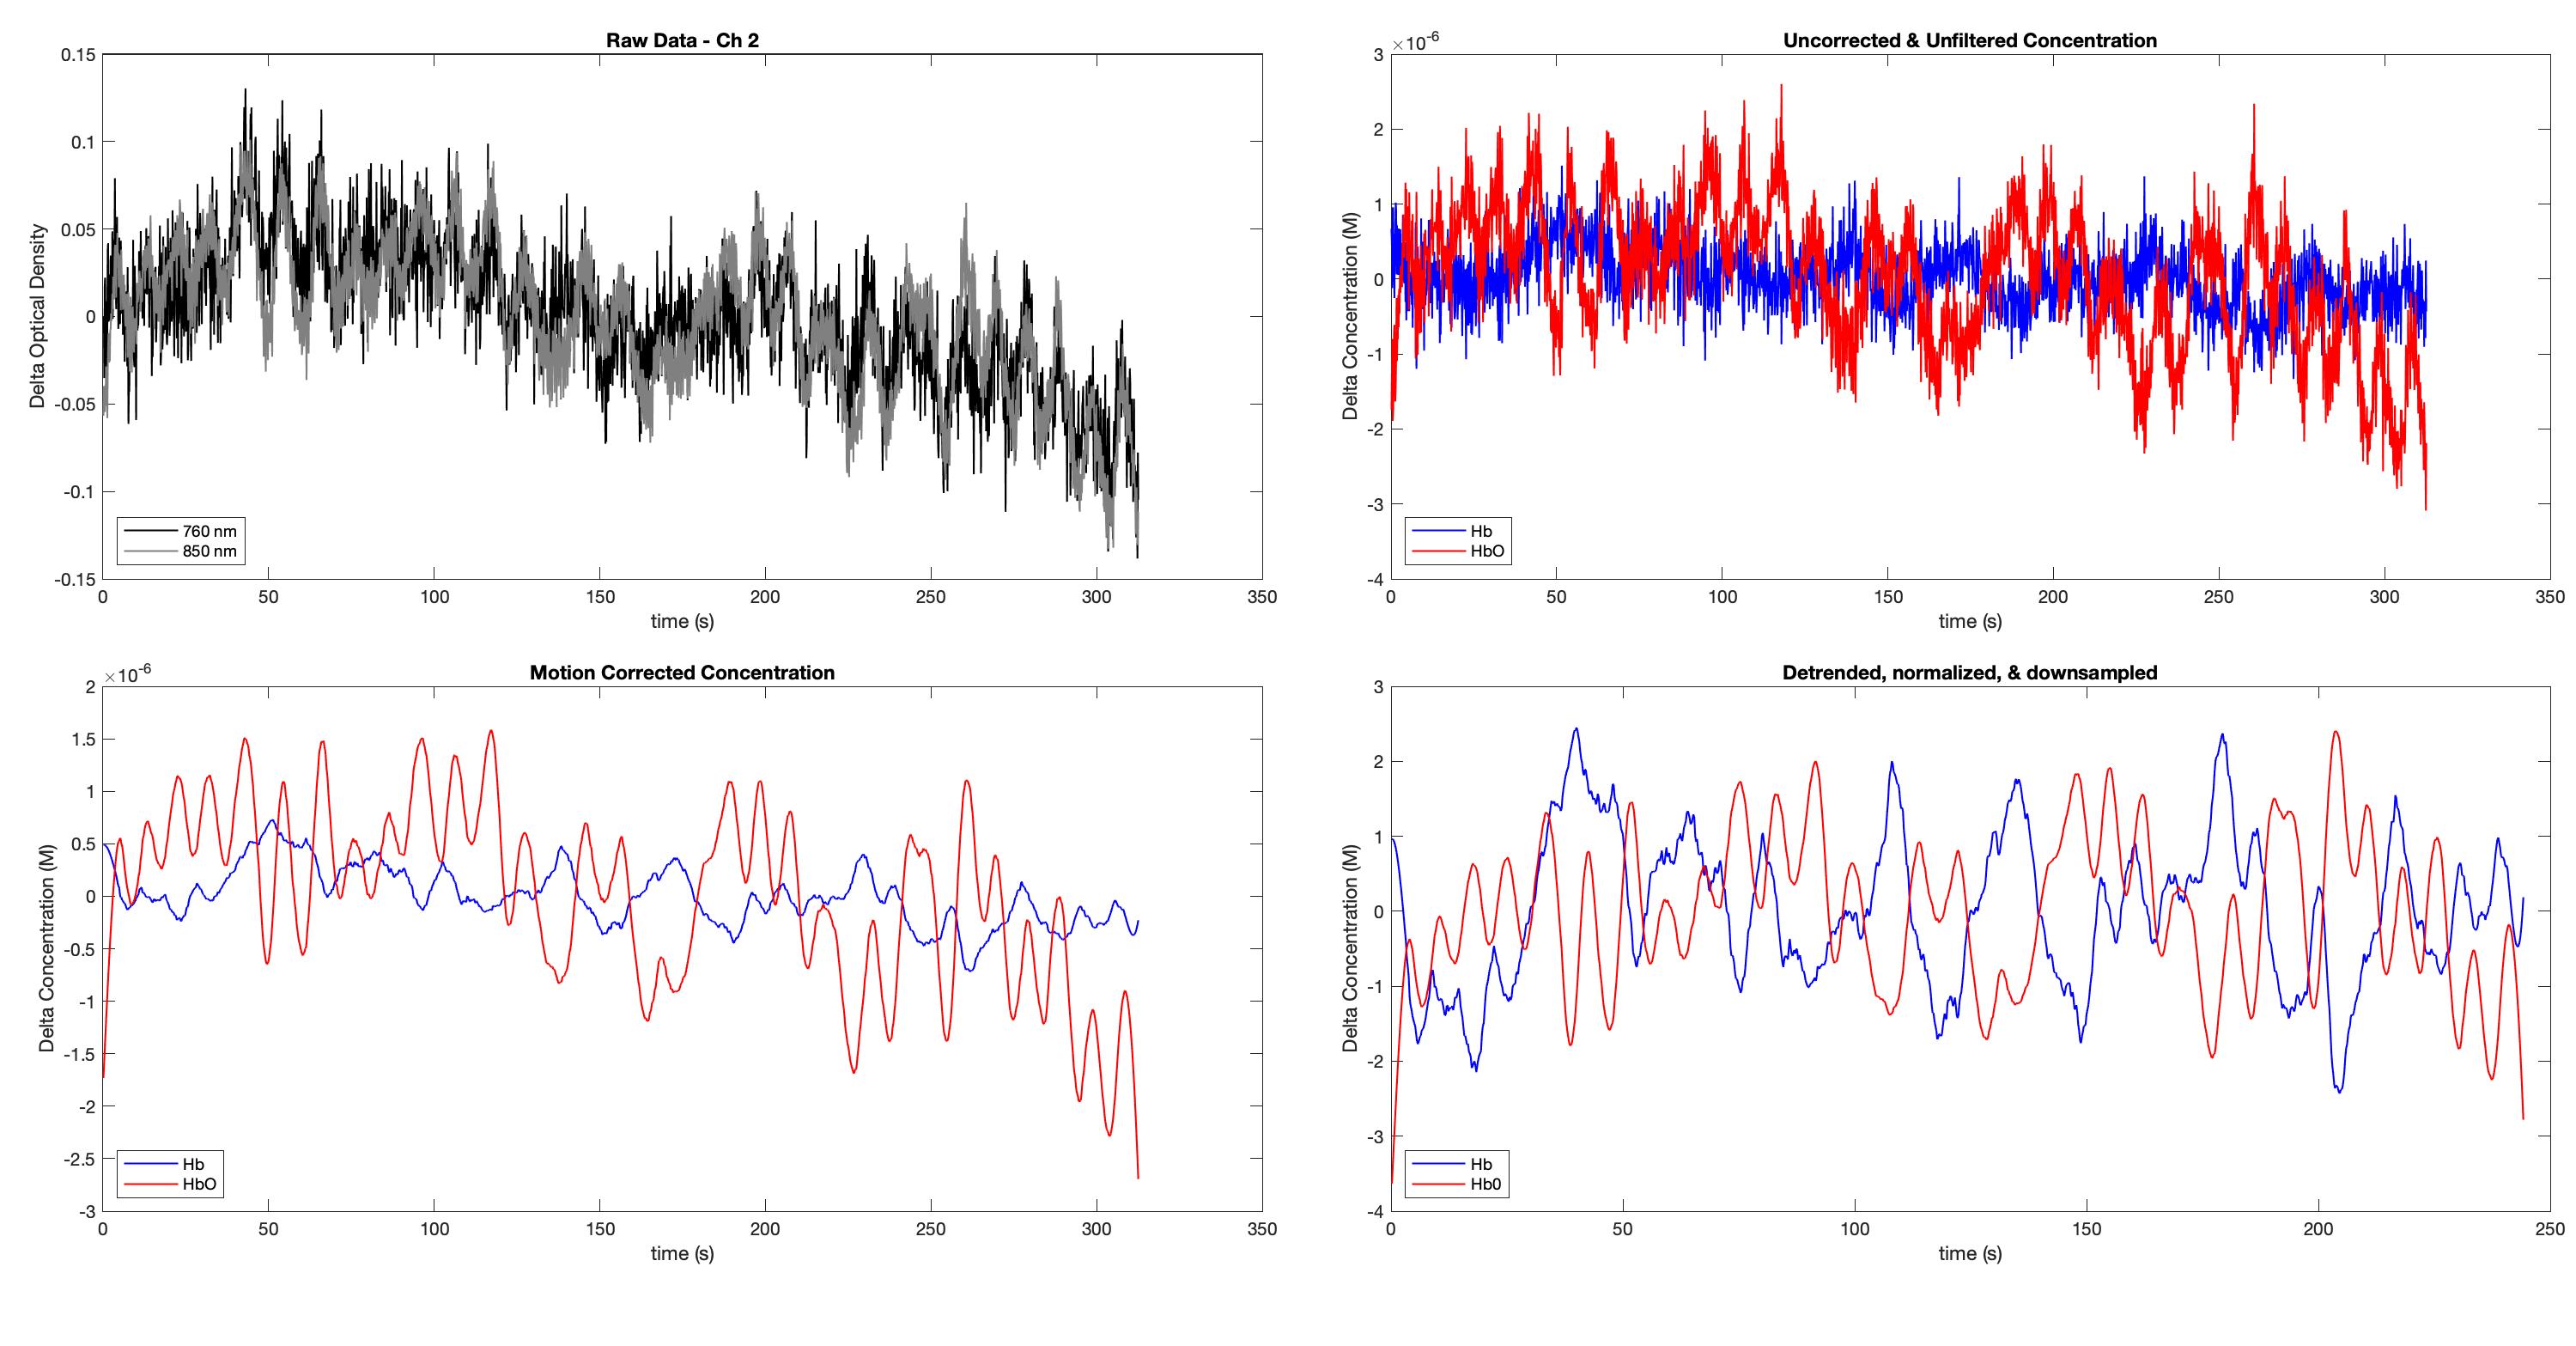 Raw Data - Ch 2
0.15
0.1
0.05
0
-0.05
-0.1
-0.15
Delta Optical Density
760 nm
850 nm
0 50 100 150 200 250 300 350
time (s)
Uncorrected & Unfiltered Concentration
×10-6
3
2
1
0
-1
-2
-3
-4
Delta Concentration (M)
Hb
HbO
0 50 100 150 200 250 300 350
time (s)
Motion Corrected Concentration
×10-6
2
1.5
1
0.5
0
-0.5
-1
-1.5
-2
-2.5
-3
Delta Concentration (M)
Hb
HbO
0 50 100 150 200 250 300 350
time (s)
Detrended, normalized, & downsampled
3
2
1
0
-1
-2
-3
-4
Delta Concentration (M)
Hb
Hb0
0 50 100 150 200 250
time (s)